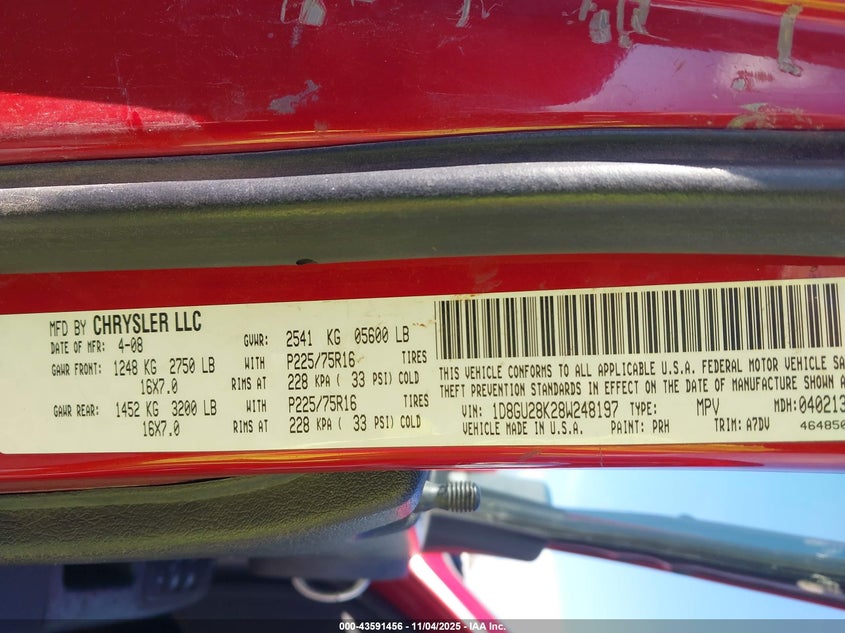 MFD BY CHRYSLER LLC
DATE OF MFR: 4-08
GVWR: 2541 KG 05600 LB
GAWR FRONT: 1248 KG 2750 LB WITH P225/75R16 TIRES
16X7.0 RIMS AT 228 KPA ( 33 PSI) COLD
GAWR REAR: 1452 KG 3200 LB WITH P225/75R16 TIRES
16X7.0 RIMS AT 228 KPA ( 33 PSI) COLD
THIS VEHICLE CONFORMS TO ALL APPLICABLE U.S.A. FEDERAL MOTOR VEHICLE SA
THEFT PREVENTION STANDARDS IN EFFECT ON THE DATE OF MANUFACTURE SHOWN A
VIN: 1D8GU28K28W248197 TYPE: MPV MDH: 040213
VEHICLE MADE IN U.S.A. PAINT: PRH TRIM: A7DV 464850
000-43591456 - 11/04/2025 - IAA Inc.